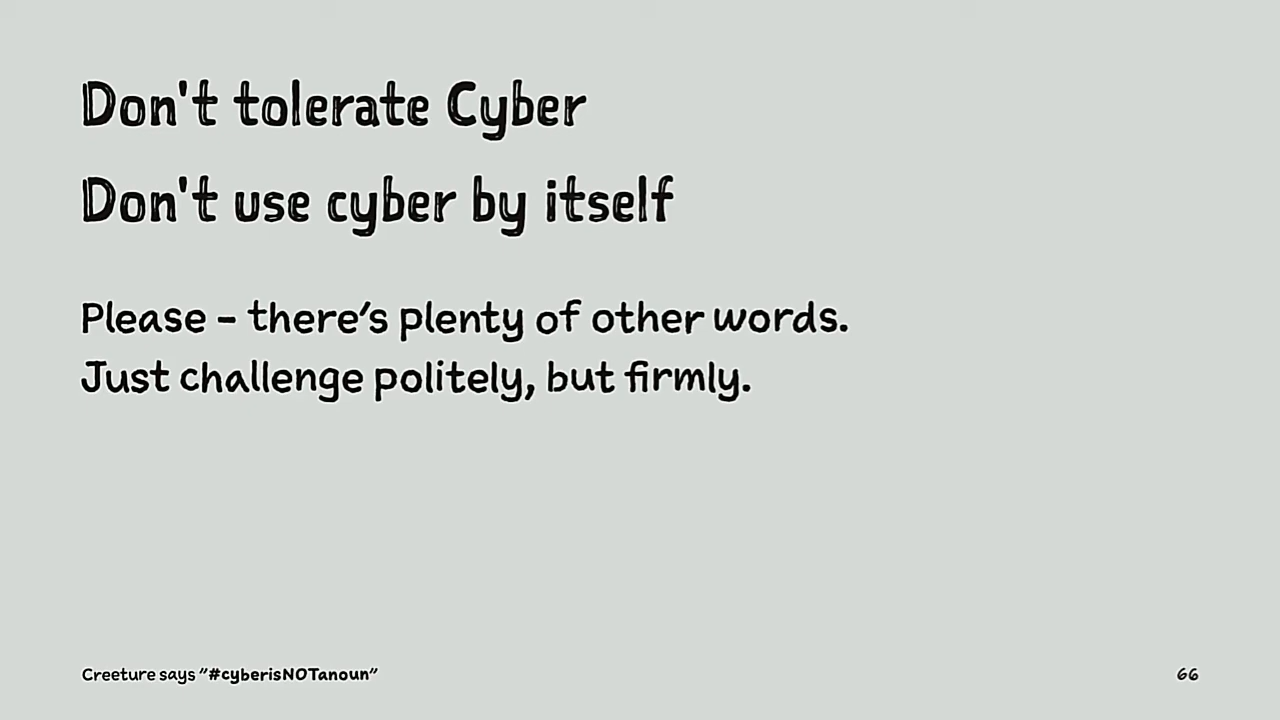 Don't tolerate Cyber
Don't use cyber by itself
Please – there’s plenty of other words.
Just challenge politely, but firmly.
Creeture says “#cyberisNOTanoun”
66